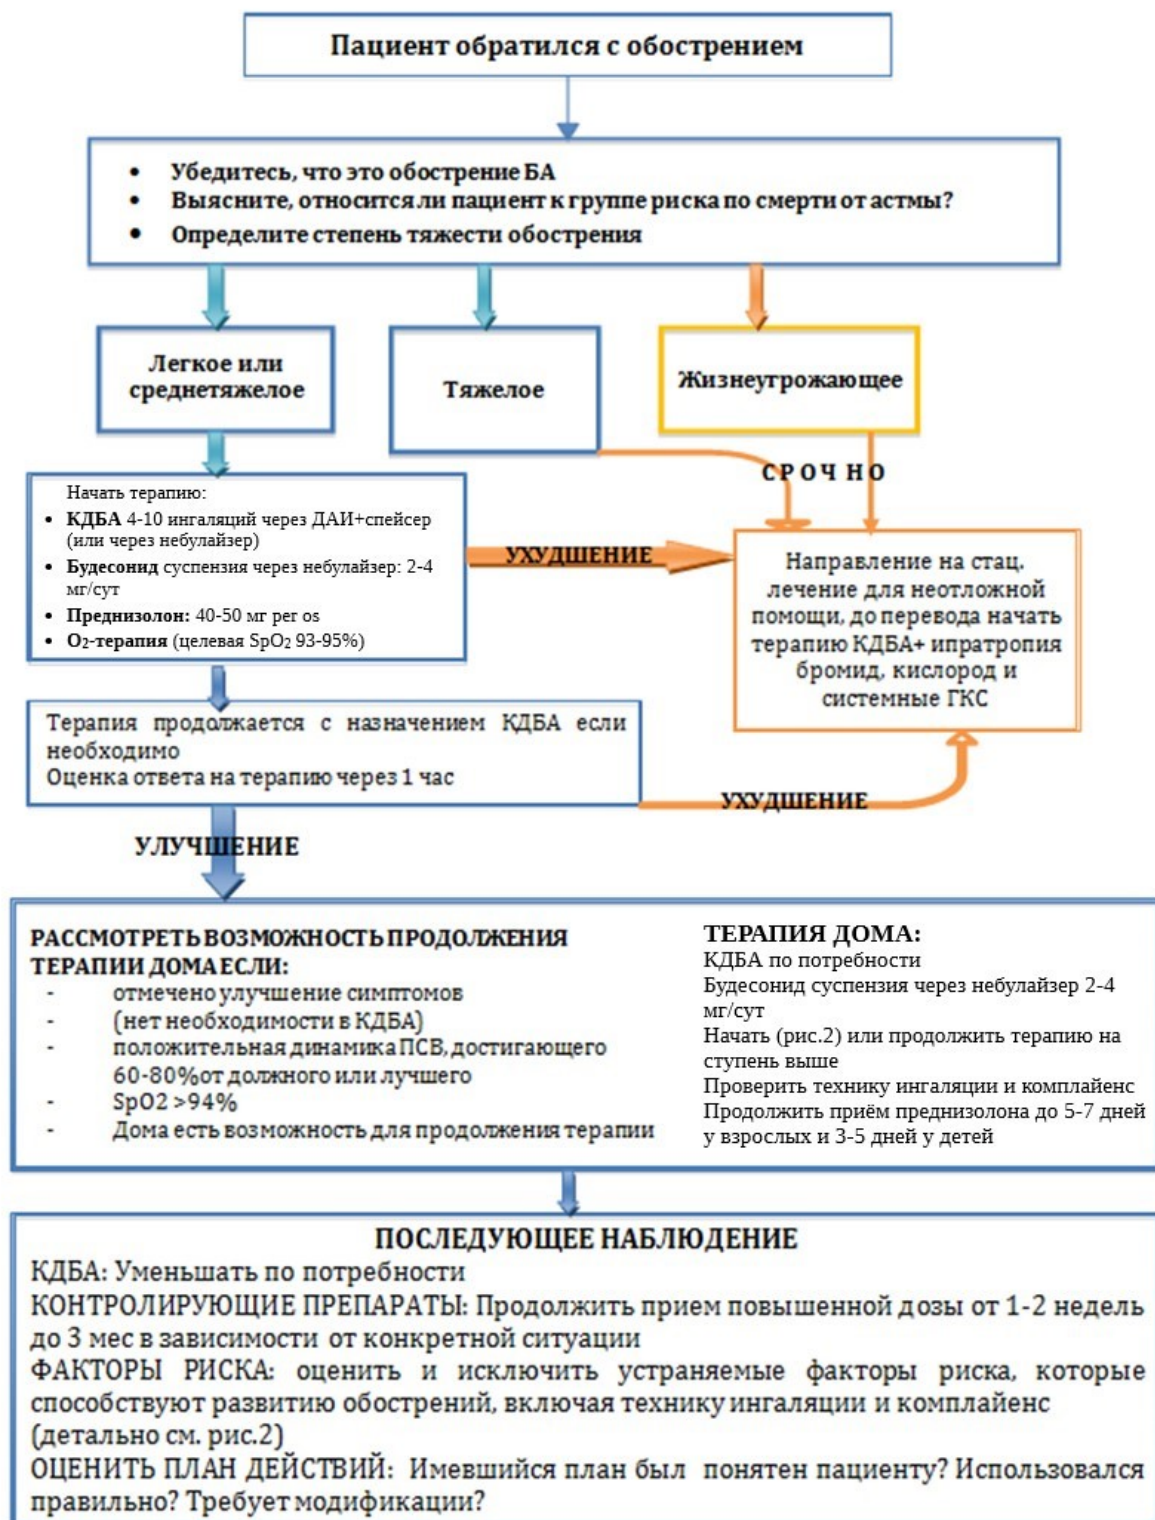 Пациент обратился с обострением
• Убедитесь, что это обострение БА
• Выясните, относится ли пациент к группе риска по смерти от астмы?
• Определите степень тяжести обострения
Легкое или
среднетяжелое
Тяжелое
Жизнеугрожающее
СРОЧНО
Начать терапию:
• КДБА 4-10 ингаляций через ДАИ+спейсер
(или через небулайзер)
• Будесонид суспензия через небулайзер: 2-4
мг/сут
• Преднизолон: 40-50 мг per os
• О₂-терапия (целевая SpO₂ 93-95%)
УХУДШЕНИЕ
Направление на стац.
лечение для неотложной
помощи, до перевода начать
терапию КДБА+ ипратропия
бромид, кислород и
системные ГКС
Терапия продолжается с назначением КДБА если
необходимо
Оценка ответа на терапию через 1 час
УХУДШЕНИЕ
УЛУЧШЕНИЕ
РАССМОТРЕТЬ ВОЗМОЖНОСТЬ ПРОДОЛЖЕНИЯ
ТЕРАПИИ ДОМА ЕСЛИ:
- отмечено улучшение симптомов
- (нет необходимости в КДБА)
- положительная динамика ПСВ, достигающего
60-80% от должного или лучшего
- SpO2 >94%
- Дома есть возможность для продолжения терапии
ТЕРАПИЯ ДОМА:
КДБА по потребности
Будесонид суспензия через небулайзер 2-4
мг/сут
Начать (рис.2) или продолжить терапию на
ступень выше
Проверить технику ингаляции и комплайенс
Продолжить приём преднизолона до 5-7 дней
у взрослых и 3-5 дней у детей
ПОСЛЕДУЮЩЕЕ НАБЛЮДЕНИЕ
КДБА: Уменьшать по потребности
КОНТРОЛИРУЮЩИЕ ПРЕПАРАТЫ: Продолжить прием повышенной дозы от 1-2 недель
до 3 мес в зависимости от конкретной ситуации
ФАКТОРЫ РИСКА: оценить и исключить устраняемые факторы риска, которые
способствуют развитию обострений, включая технику ингаляции и комплайенс
(детально см. рис.2)
ОЦЕНИТЬ ПЛАН ДЕЙСТВИЙ: Имевшийся план был понятен пациенту? Использовался
правильно? Требует модификации?